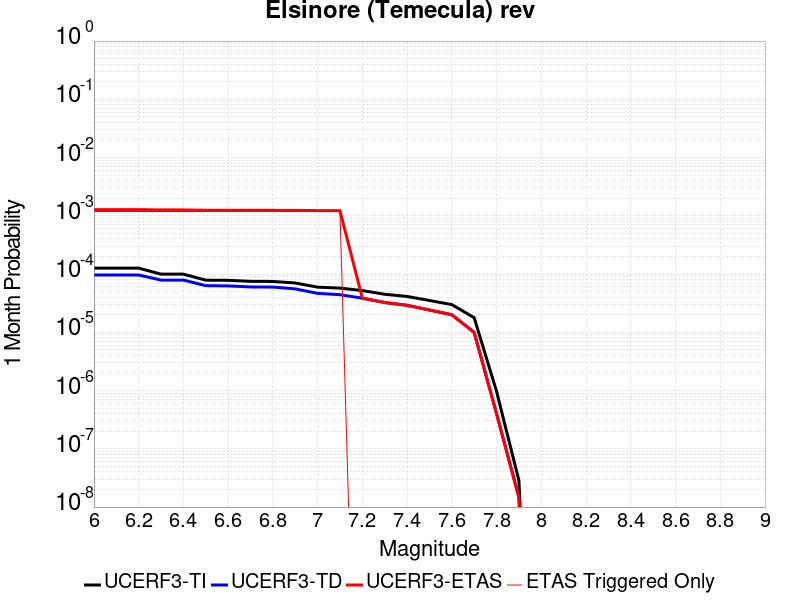 Elsinore (Temecula) rev
10^0
10^-1
10^-2
10^-3
10^-4
10^-5
10^-6
10^-7
10^-8
1 Month Probability
6 6.2 6.4 6.6 6.8 7 7.2 7.4 7.6 7.8 8 8.2 8.4 8.6 8.8 9
Magnitude
UCERF3-TI UCERF3-TD UCERF3-ETAS ETAS Triggered Only